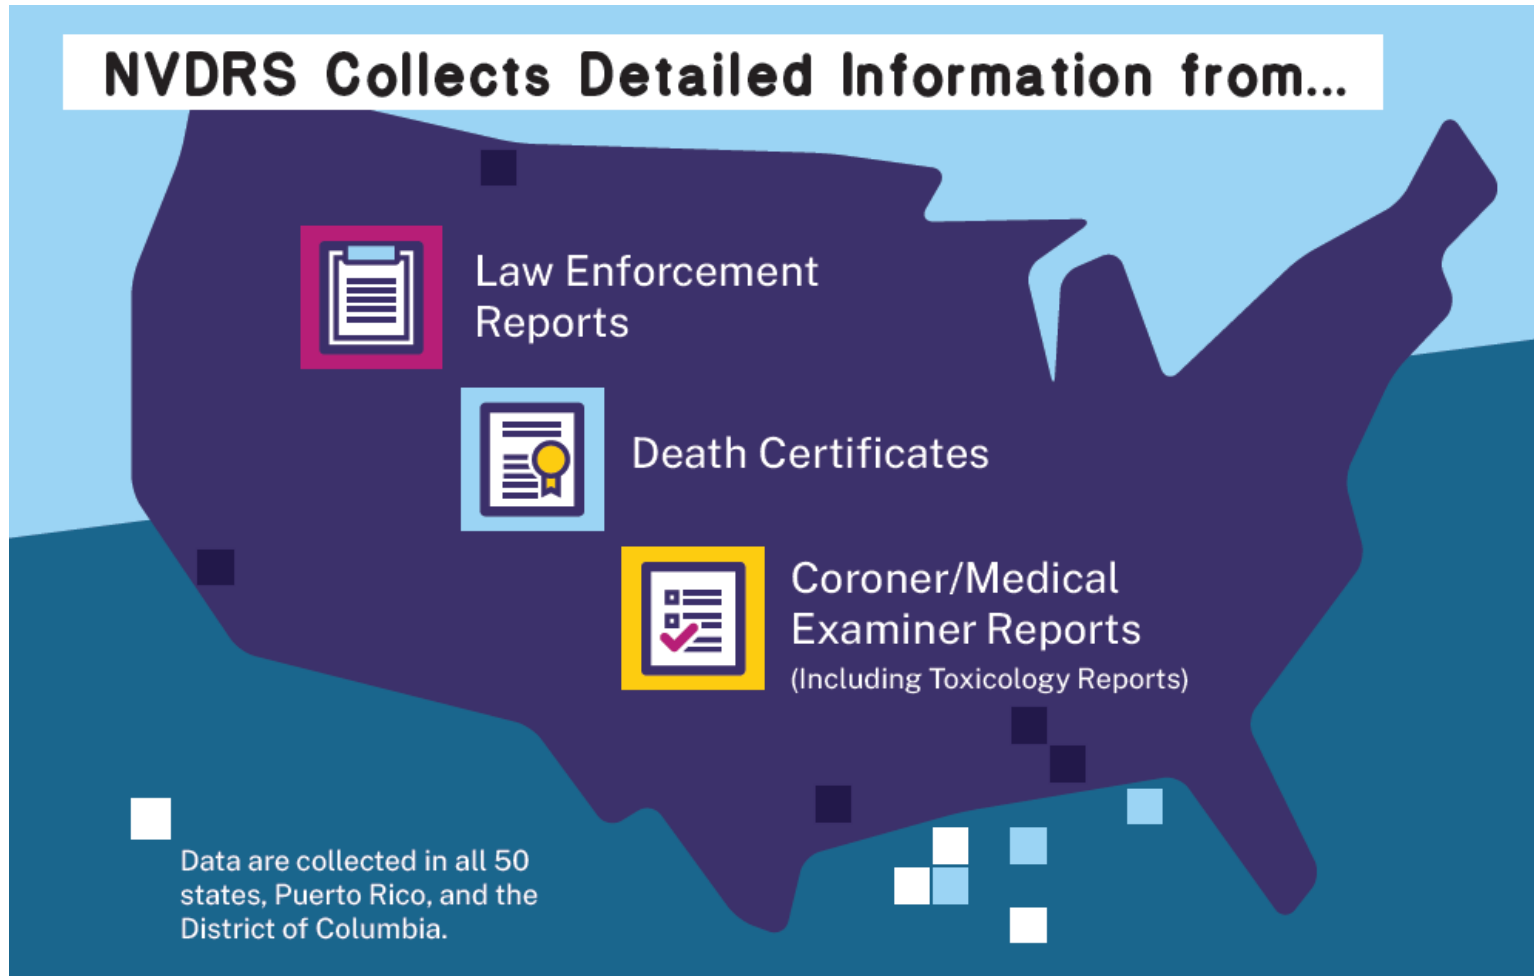 NVDRS Collects Detailed Information from...
Law Enforcement
Reports
Death Certificates
Coroner/Medical
Examiner Reports
(Including Toxicology Reports)
Data are collected in all 50
states, Puerto Rico, and the
District of Columbia.